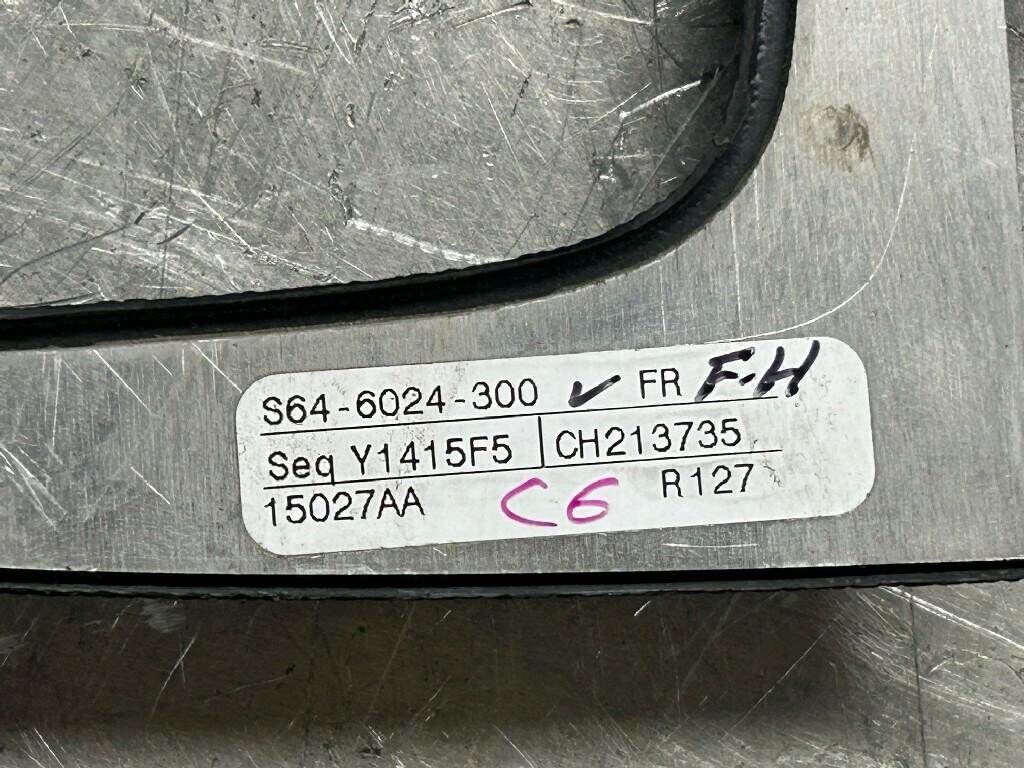 S64-6024-300 ✓ FR F-H
Seq Y1415F5 CH213735
15027AA C6 R127